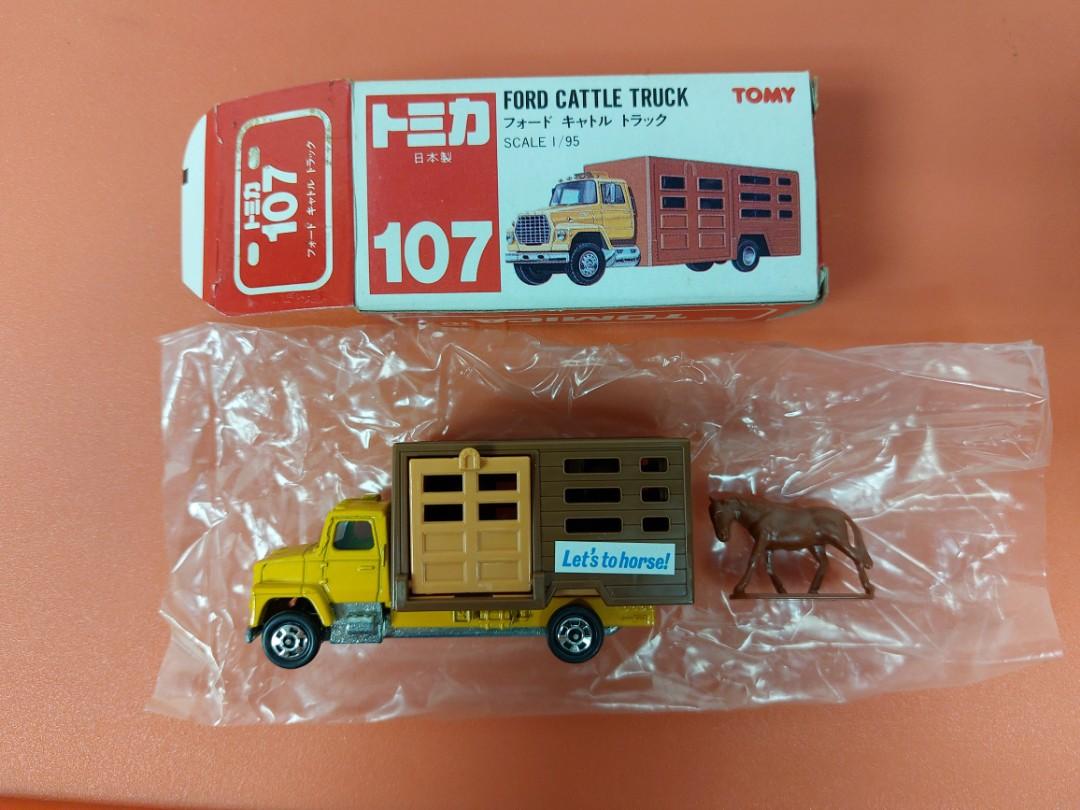 トミカ
107
フォード キャトル トラック
トミカ
日本製
107
FORD CATTLE TRUCK
フォード キャトル トラック
SCALE 1/95
TOMY
TOMICA
Let's to horse!